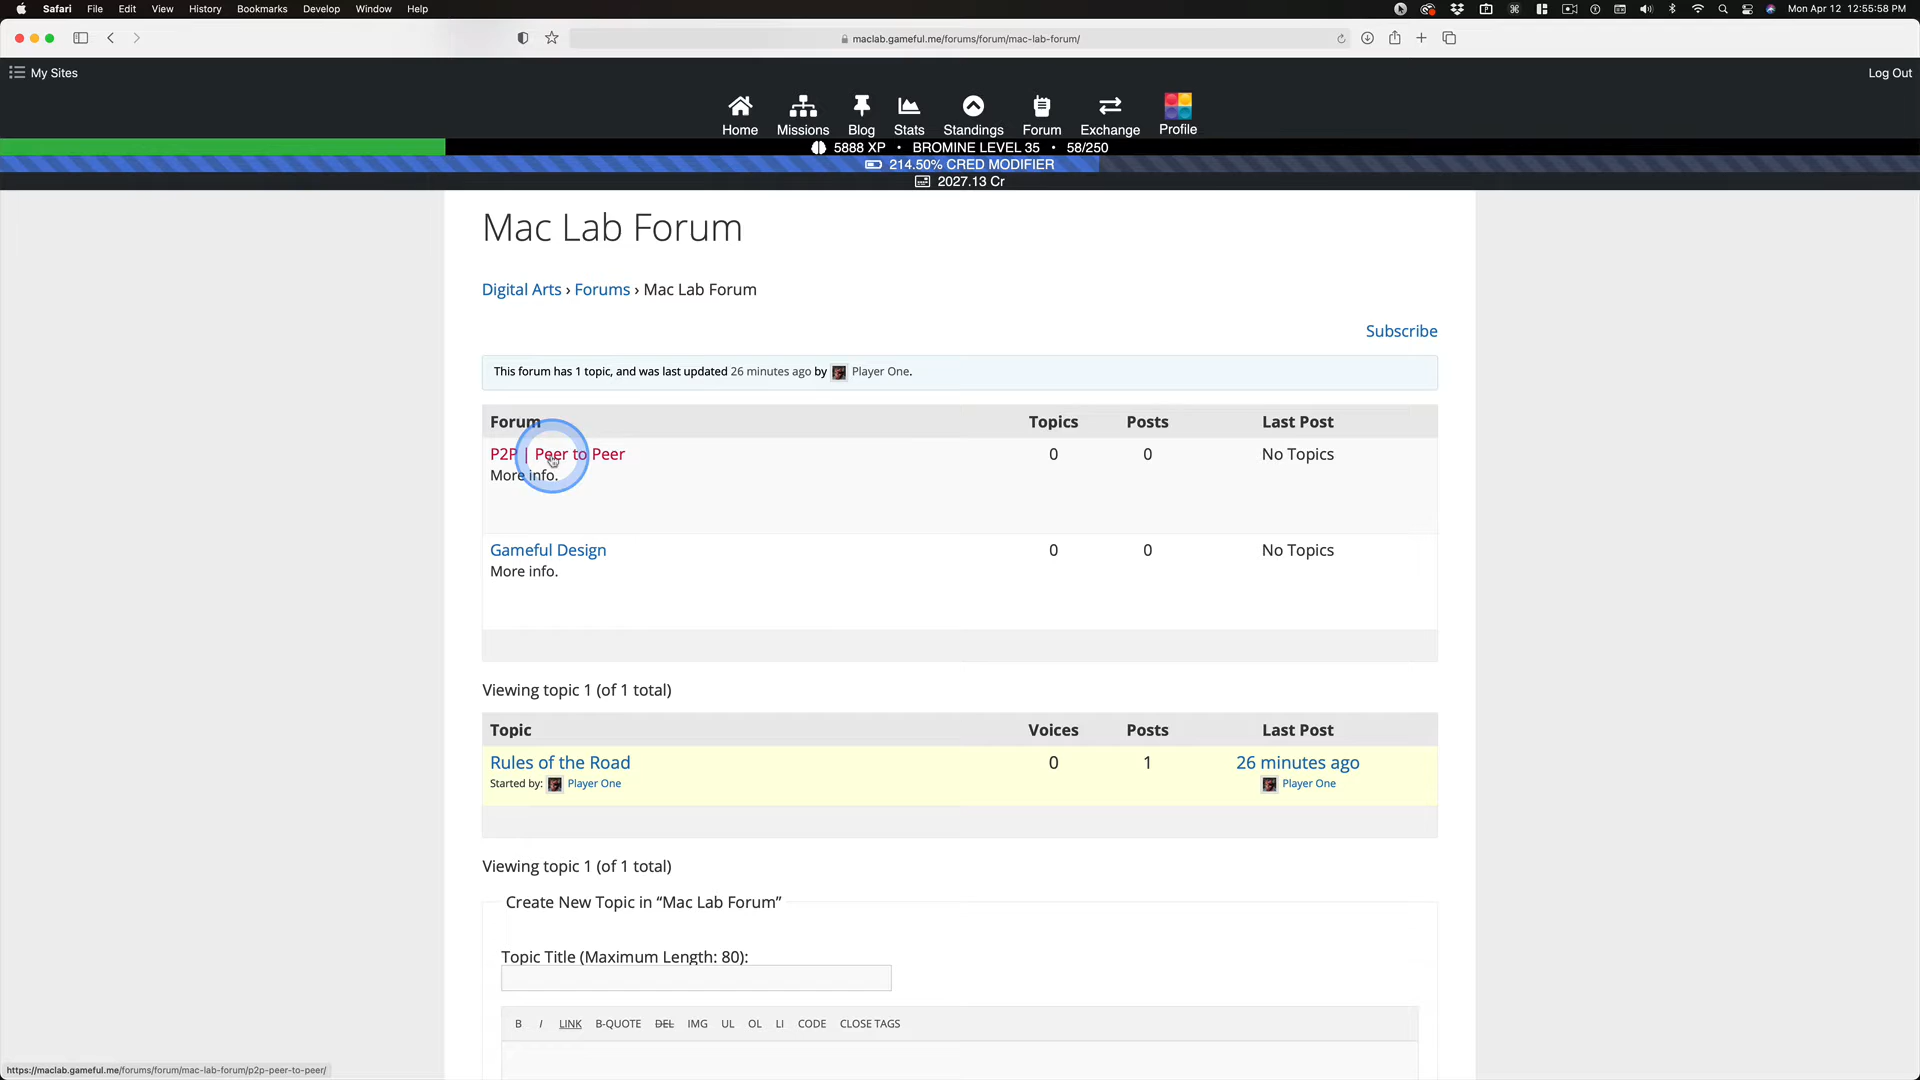 Safari File Edit View History Bookmarks Develop Window Help Mon Apr 12 12:55:58 PM
maclab.gameful.me/forums/forum/mac-lab-forum/
My Sites Log Out
Home Missions Blog Stats Standings Forum Exchange Profile
5888 XP • BROMINE LEVEL 35 • 58/250
214.50% CRED MODIFIER
2027.13 Cr
Mac Lab Forum
Digital Arts › Forums › Mac Lab Forum
Subscribe
This forum has 1 topic, and was last updated 26 minutes ago by Player One.
Forum Topics Posts Last Post
P2P | Peer to Peer 0 0 No Topics
More info.
Gameful Design 0 0 No Topics
More info.
Viewing topic 1 (of 1 total)
Topic Voices Posts Last Post
Rules of the Road 0 1 26 minutes ago
Started by: Player One Player One
Viewing topic 1 (of 1 total)
Create New Topic in “Mac Lab Forum”
Topic Title (Maximum Length: 80):
B I LINK B-QUOTE DEL IMG UL OL LI CODE CLOSE TAGS
https://maclab.gameful.me/forums/forum/mac-lab-forum/p2p-peer-to-peer/